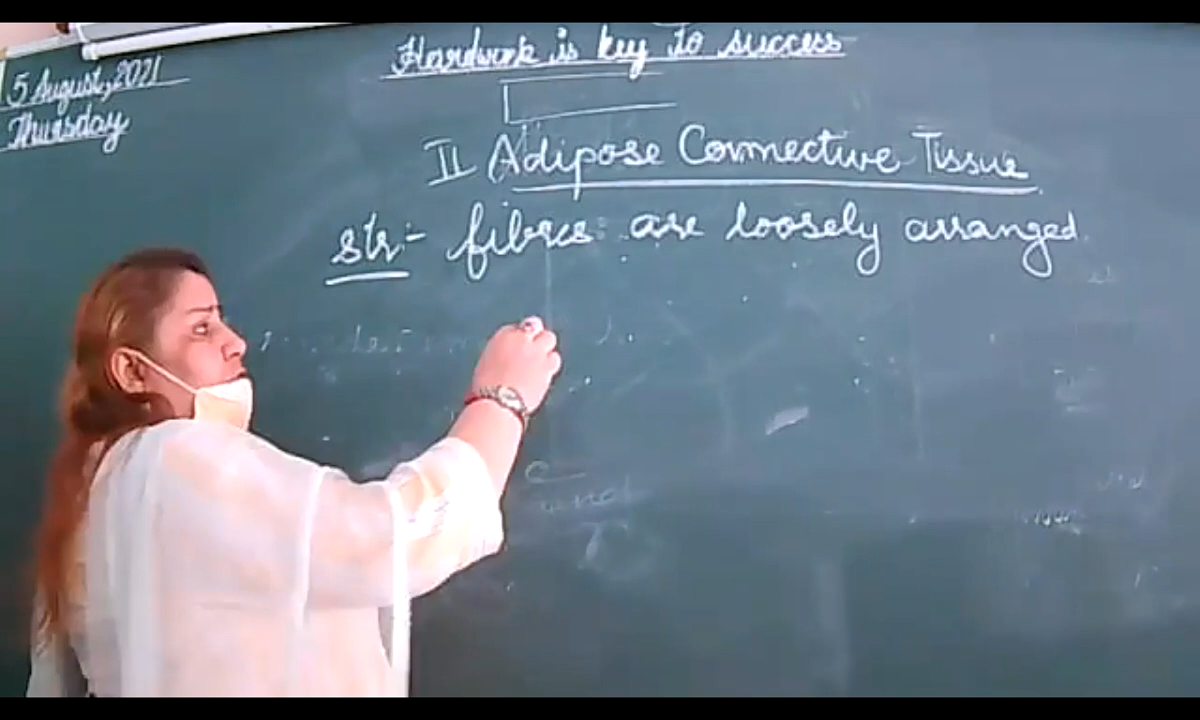 Hardwork is key to success
5 August, 2021
Thursday
II Adipose Connective Tissue
str:- fibres are loosely arranged